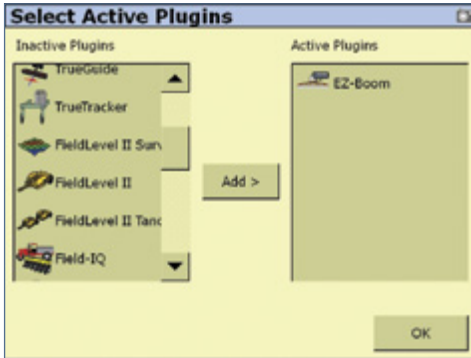 Select Active Plugins
Inactive Plugins
Active Plugins
TrueGuide
TrueTracker
FieldLevel II Surv
FieldLevel II
FieldLevel II Tanc
Field-IQ
Add >
EZ-Boom
OK